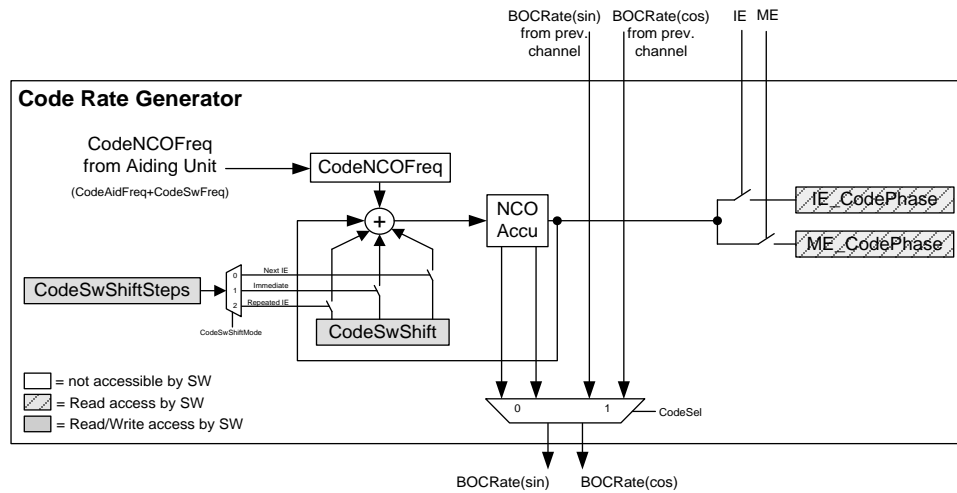 BOCRate(sin)
from prev.
channel
BOCRate(cos)
from prev.
channel
IE
ME
Code Rate Generator
CodeNCOFreq
from Aiding Unit
(CodeAidFreq+CodeSwFreq)
CodeNCOFreq
+
NCO
Accu
IE_CodePhase
ME_CodePhase
CodeSwShiftSteps
0
1
2
Next IE
Immediate
Repeated IE
CodeSwShiftMode
CodeSwShift
= not accessible by SW
= Read access by SW
= Read/Write access by SW
0
1
CodeSel
BOCRate(sin)
BOCRate(cos)